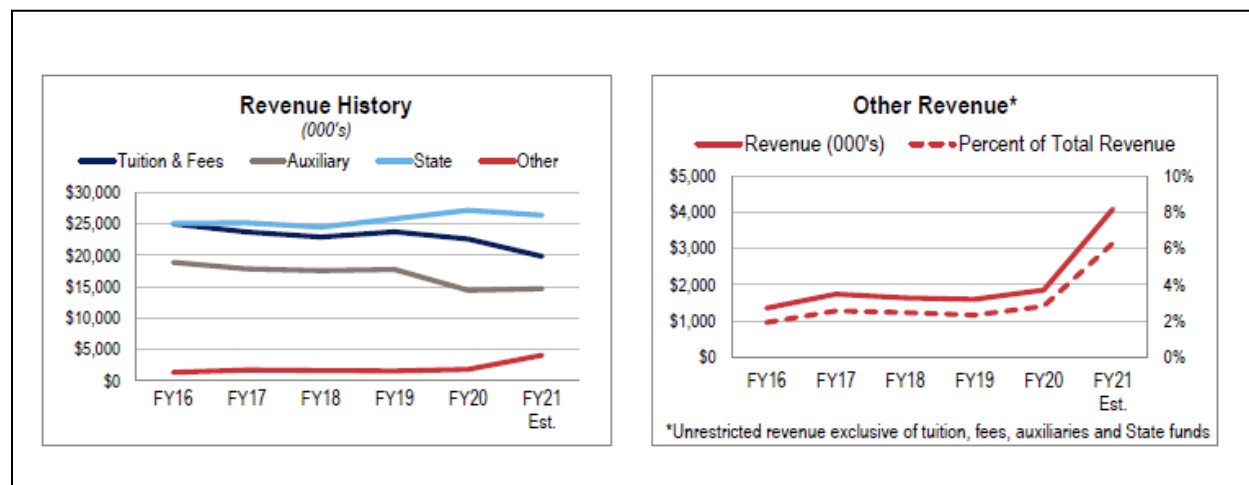 Revenue History
(000's)
Tuition & Fees Auxiliary State Other
$30,000
$25,000
$20,000
$15,000
$10,000
$5,000
$0
FY16 FY17 FY18 FY19 FY20 FY21
Est.
Other Revenue*
Revenue (000's) Percent of Total Revenue
$5,000 10%
$4,000 8%
$3,000 6%
$2,000 4%
$1,000 2%
$0 0%
FY16 FY17 FY18 FY19 FY20 FY21
Est.
*Unrestricted revenue exclusive of tuition, fees, auxiliaries and State funds